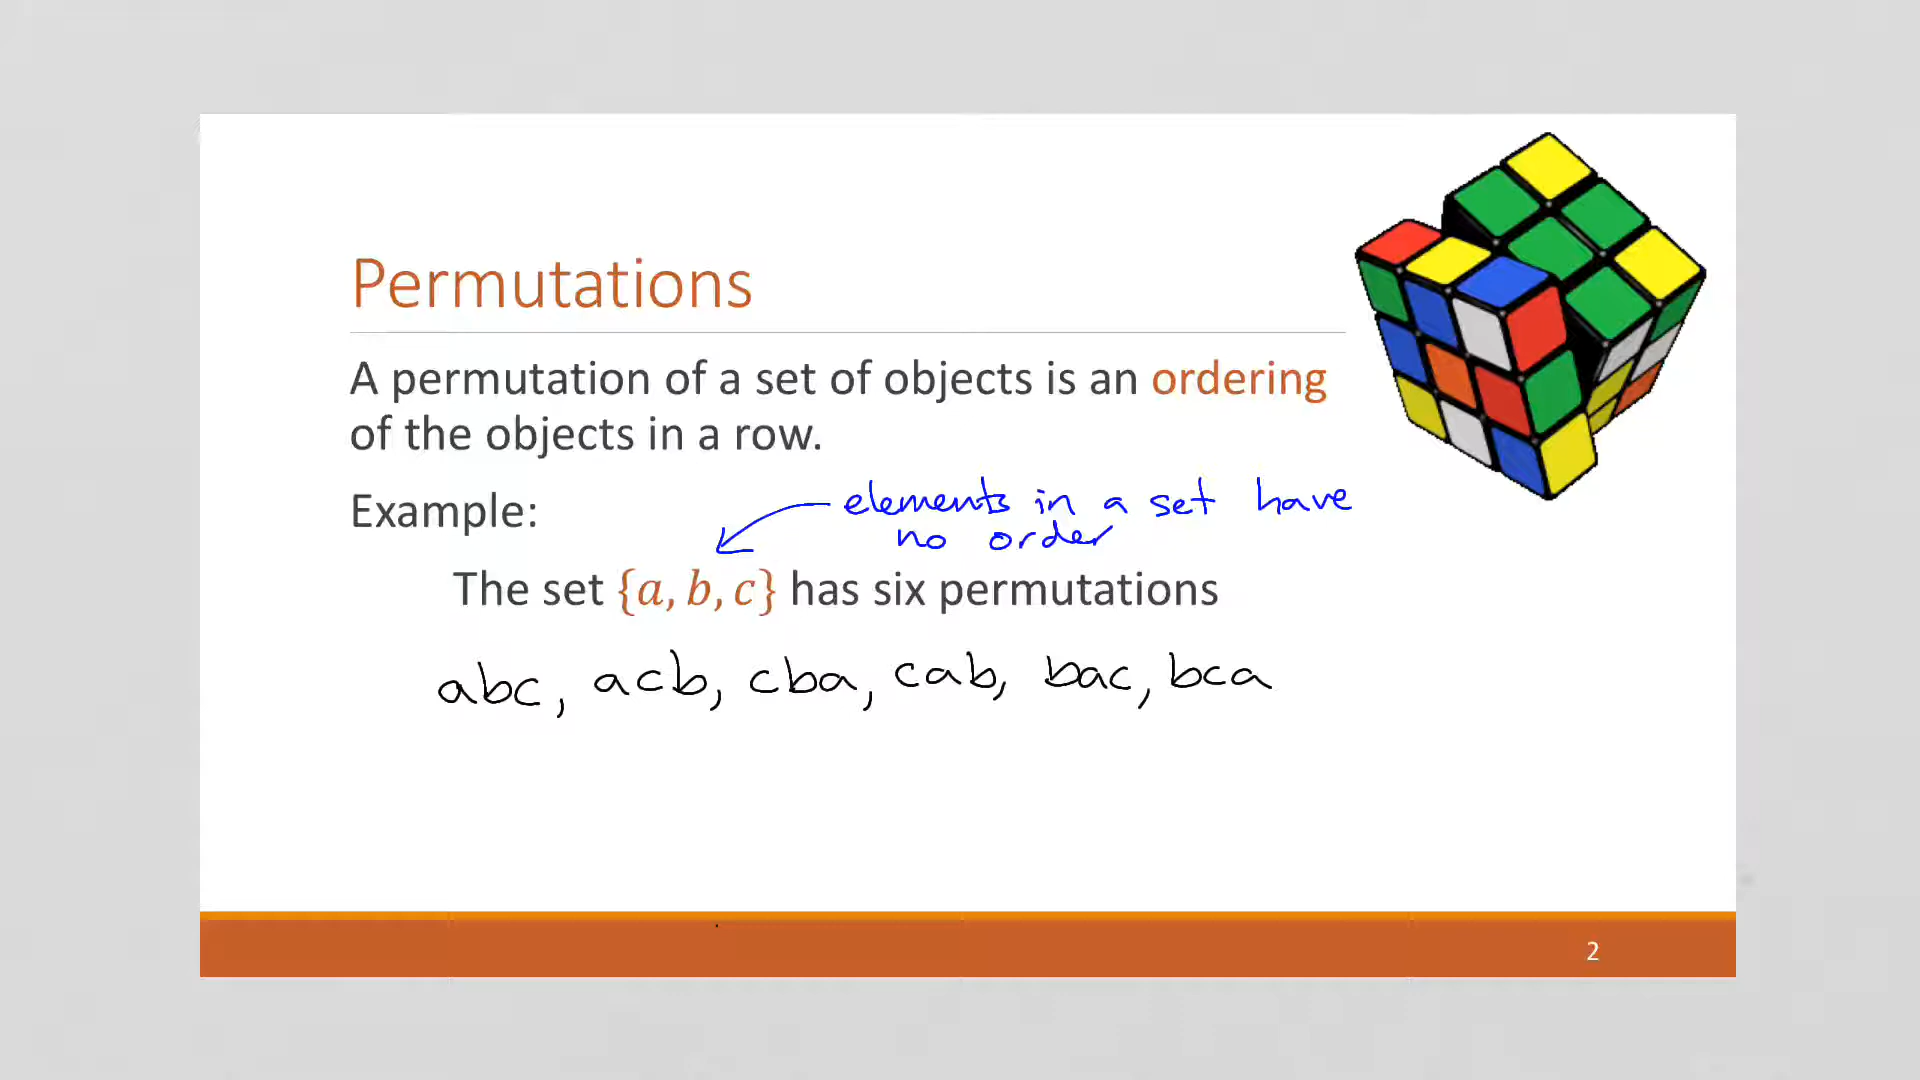 Permutations
A permutation of a set of objects is an ordering
of the objects in a row.
Example:
elements in a set have
no order
The set {a, b, c} has six permutations
abc, acb, cba, cab, bac, bca
2